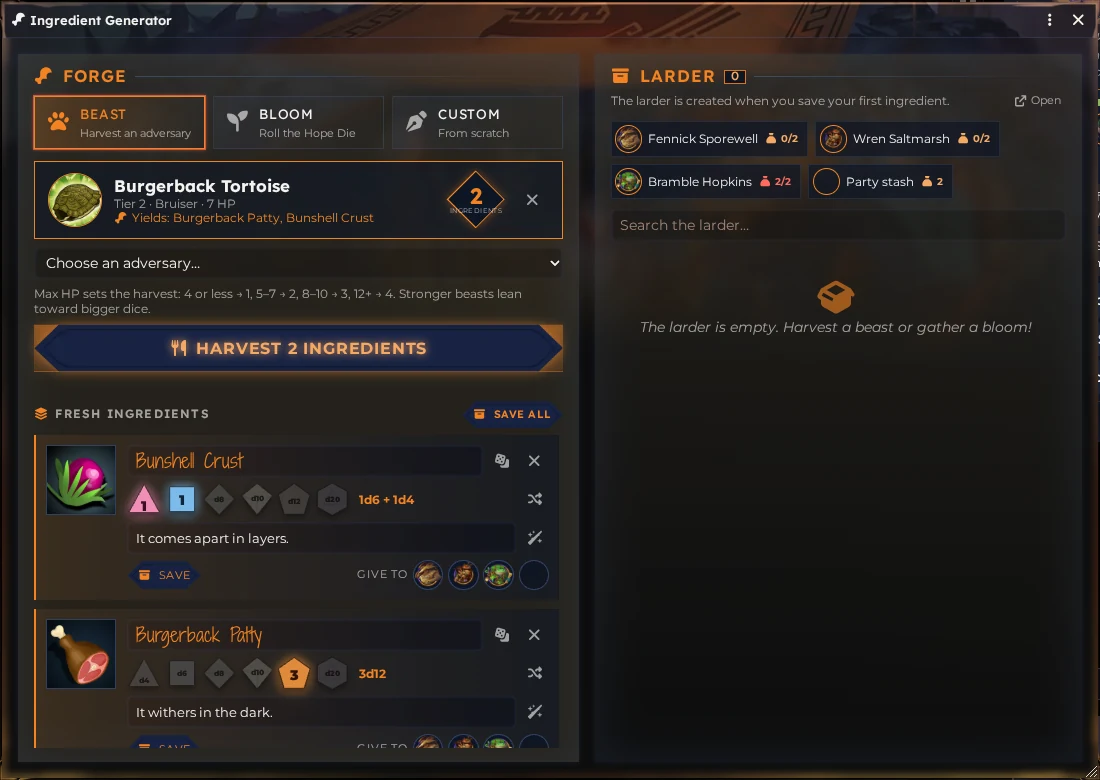 Ingredient Generator
FORGE
BEAST
Harvest an adversary
BLOOM
Roll the Hope Die
CUSTOM
From scratch
Burgerback Tortoise
Tier 2 · Bruiser · 7 HP
Yields: Burgerback Patty, Bunshell Crust
2
INGREDIENTS
Choose an adversary...
Max HP sets the harvest: 4 or less → 1, 5–7 → 2, 8–10 → 3, 12+ → 4. Stronger beasts lean
toward bigger dice.
HARVEST 2 INGREDIENTS
FRESH INGREDIENTS
SAVE ALL
Bunshell Crust
1 1 d8 d10 d12 d20 1d6 + 1d4
It comes apart in layers.
SAVE GIVE TO
Burgerback Patty
d4 d6 d8 d10 3 d20 3d12
It withers in the dark.
SAVE GIVE TO
LARDER 0
The larder is created when you save your first ingredient. Open
Fennick Sporewell 0/2 Wren Saltmarsh 0/2
Bramble Hopkins 2/2 Party stash 2
Search the larder...
The larder is empty. Harvest a beast or gather a bloom!